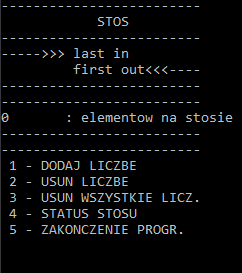 -------------------------
STOS
-------------------------
----->>> last in
first out<<<----
-------------------------
-------------------------
0 : elementow na stosie
-------------------------
-------------------------
1 - DODAJ LICZBE
2 - USUN LICZBE
3 - USUN WSZYSTKIE LICZ.
4 - STATUS STOSU
5 - ZAKONCZENIE PROGR.
-------------------------